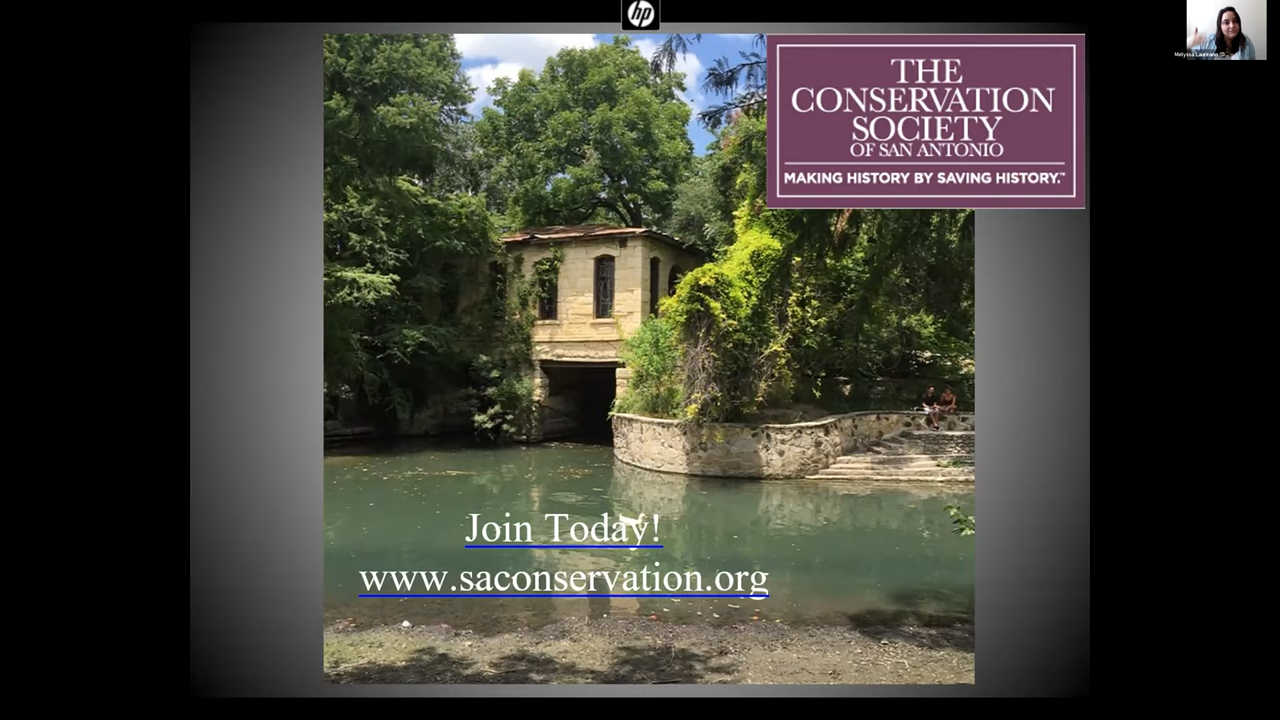 hp
THE
CONSERVATION
SOCIETY
OF SAN ANTONIO
MAKING HISTORY BY SAVING HISTORY.™
Join Today!
www.saconservation.org